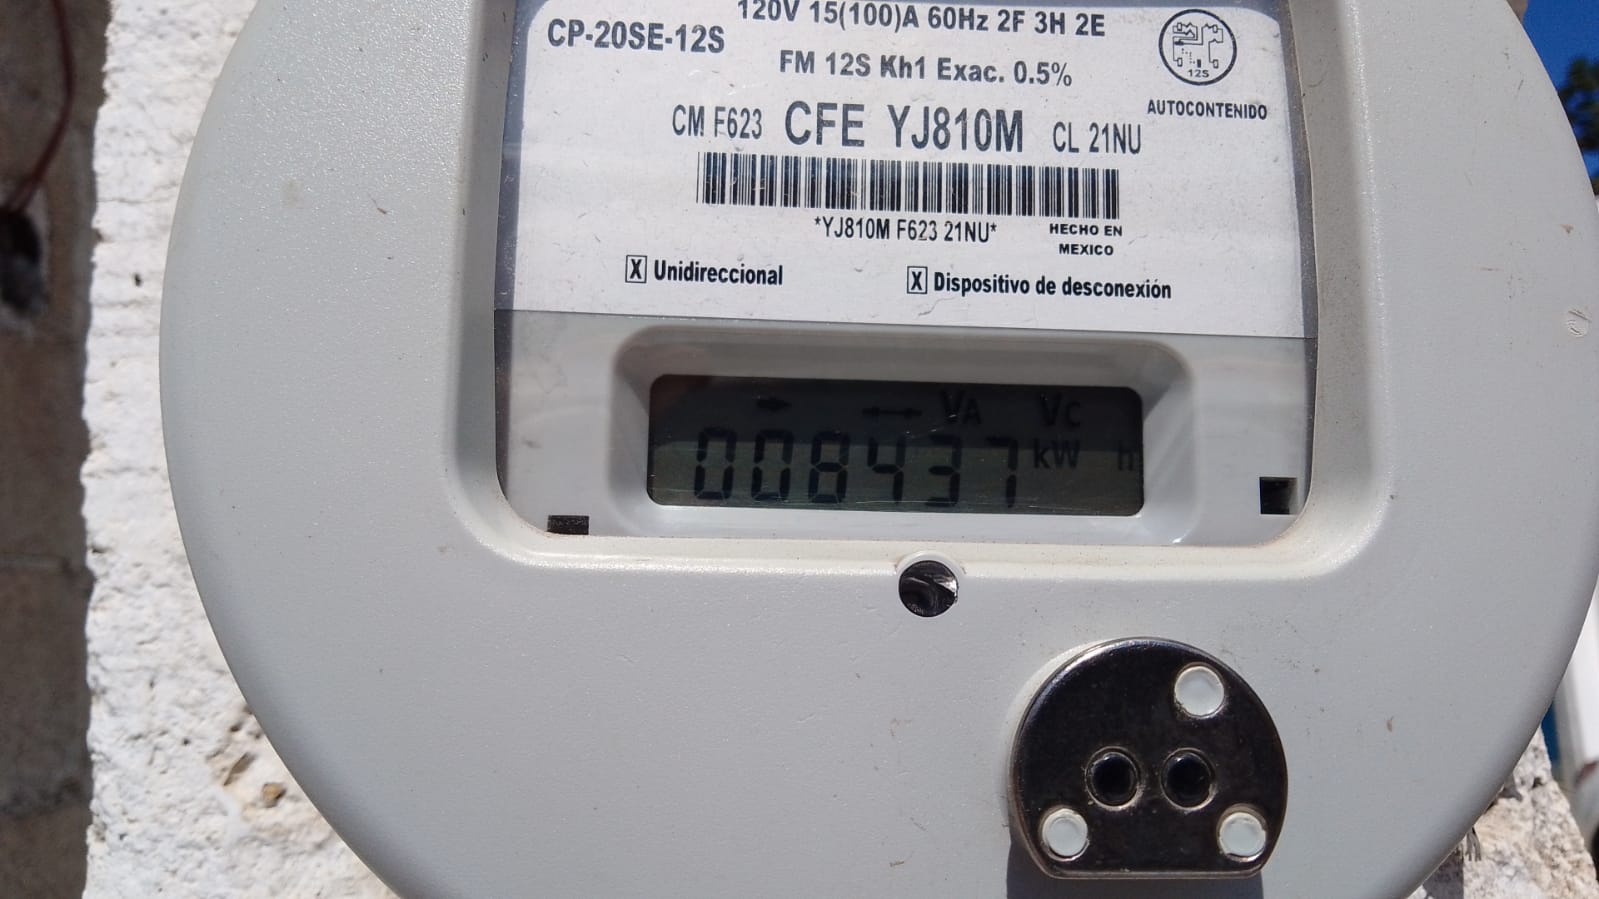 120V 15(100)A 60Hz 2F 3H 2E
CP-20SE-12S
FM 12S Kh1 Exac. 0.5%
12S
AUTOCONTENIDO
CM F623 CFE YJ810M CL 21NU
*YJ810M F623 21NU*
HECHO EN
MEXICO
X Unidireccional
X Dispositivo de desconexión
VA VC
008437 kW h